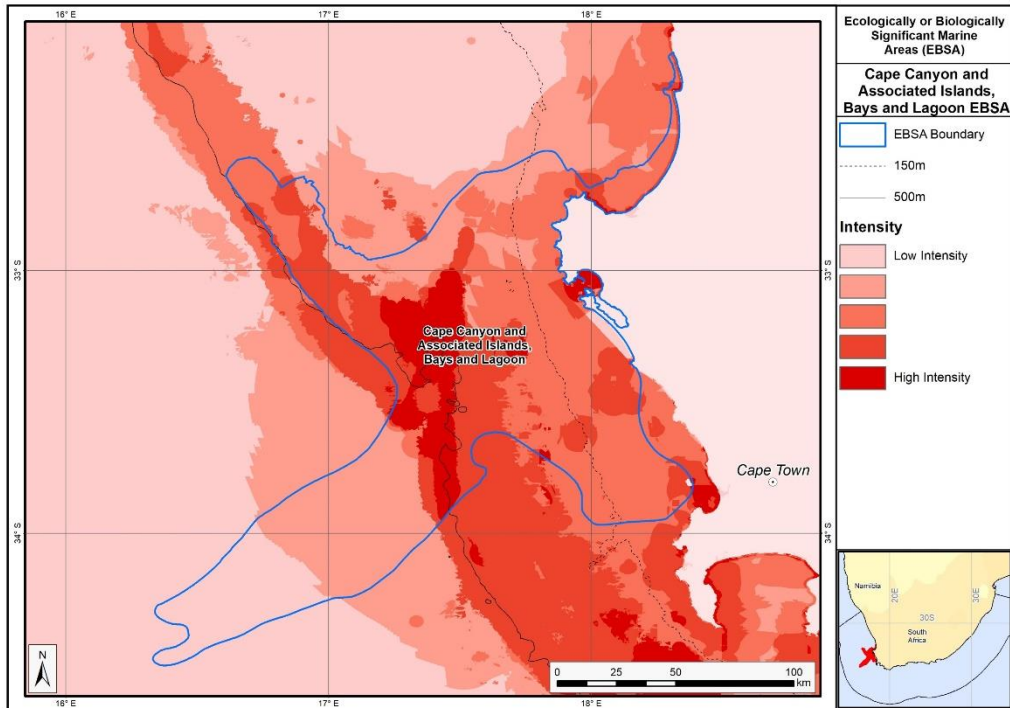 16° E
17° E
18° E
33° S
33° S
Cape Canyon and
Associated Islands,
Bays and Lagoon
Cape Town
34° S
34° S
N
0
25
50
100
km
16° E
17° E
18° E
Ecologically or Biologically
Significant Marine
Areas (EBSA)
Cape Canyon and
Associated Islands,
Bays and Lagoon EBSA
EBSA Boundary
150m
500m
Intensity
Low Intensity
High Intensity
Namibia
20E
30E
30S
South
Africa